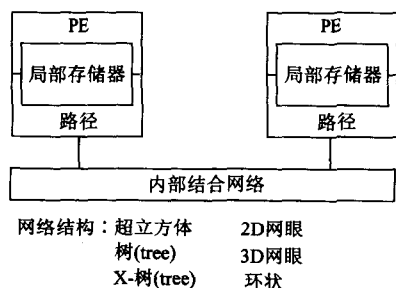 PE PE
局部存储器 局部存储器
路径 路径
内部结合网络
网络结构：超立方体 2D网眼
树(tree) 3D网眼
X-树(tree) 环状